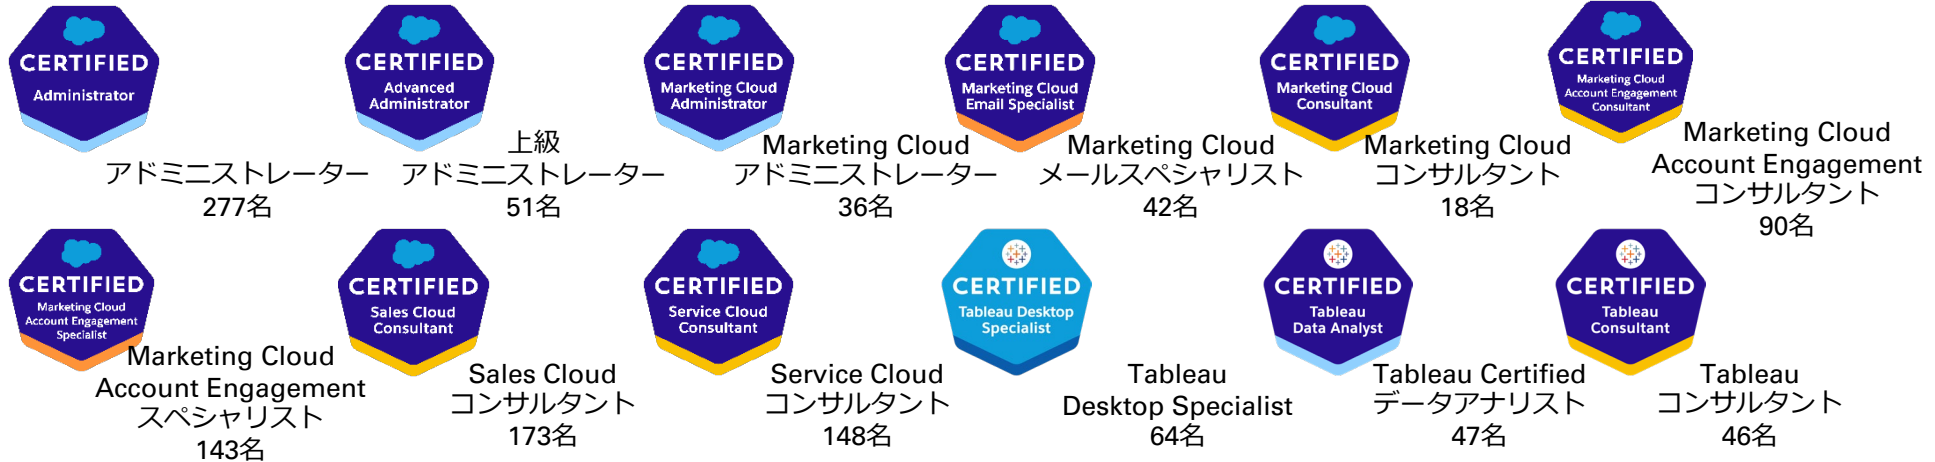 CERTIFIED
Administrator
アドミニストレーター
277名
CERTIFIED
Advanced
Administrator
上級
アドミニストレーター
51名
CERTIFIED
Marketing Cloud
Administrator
Marketing Cloud
アドミニストレーター
36名
CERTIFIED
Marketing Cloud
Email Specialist
Marketing Cloud
メールスペシャリスト
42名
CERTIFIED
Marketing Cloud
Consultant
Marketing Cloud
コンサルタント
18名
CERTIFIED
Marketing Cloud
Account Engagement
Consultant
Marketing Cloud
Account Engagement
コンサルタント
90名
CERTIFIED
Marketing Cloud
Account Engagement
Specialist
Marketing Cloud
Account Engagement
スペシャリスト
143名
CERTIFIED
Sales Cloud
Consultant
Sales Cloud
コンサルタント
173名
CERTIFIED
Service Cloud
Consultant
Service Cloud
コンサルタント
148名
CERTIFIED
Tableau Desktop
Specialist
Tableau
Desktop Specialist
64名
CERTIFIED
Tableau
Data Analyst
Tableau Certified
データアナリスト
47名
CERTIFIED
Tableau
Consultant
Tableau
コンサルタント
46名